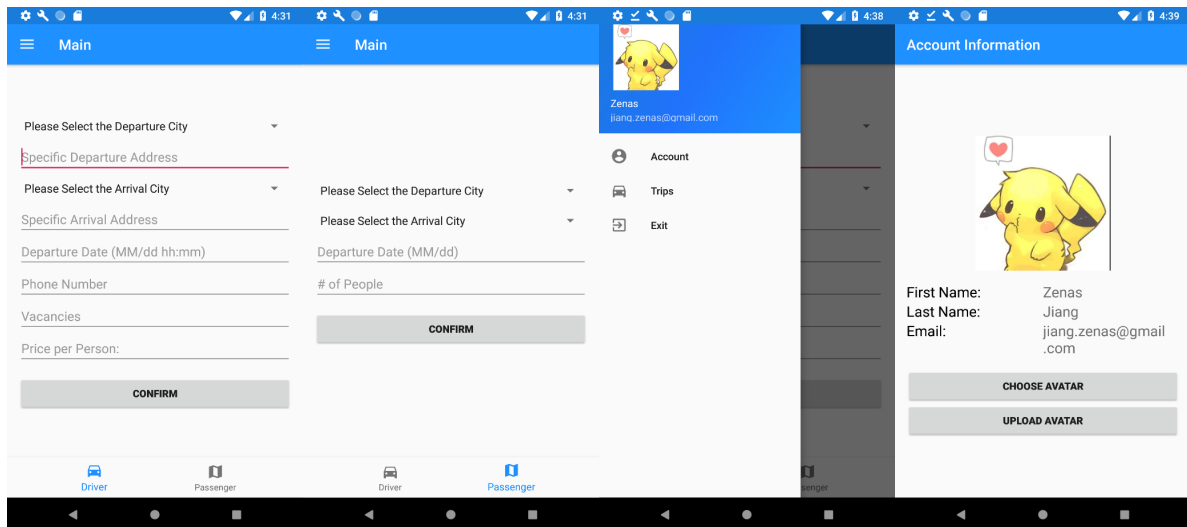 4:31
Main
Please Select the Departure City
Specific Departure Address
Please Select the Arrival City
Specific Arrival Address
Departure Date (MM/dd hh:mm)
Phone Number
Vacancies
Price per Person:
CONFIRM
Driver
Passenger
4:31
Main
Please Select the Departure City
Please Select the Arrival City
Departure Date (MM/dd)
# of People
CONFIRM
Driver
Passenger
4:38
Zenas
jiang.zenas@gmail.com
Account
Trips
Exit
senger
4:39
Account Information
First Name: Zenas
Last Name: Jiang
Email: jiang.zenas@gmail
.com
CHOOSE AVATAR
UPLOAD AVATAR